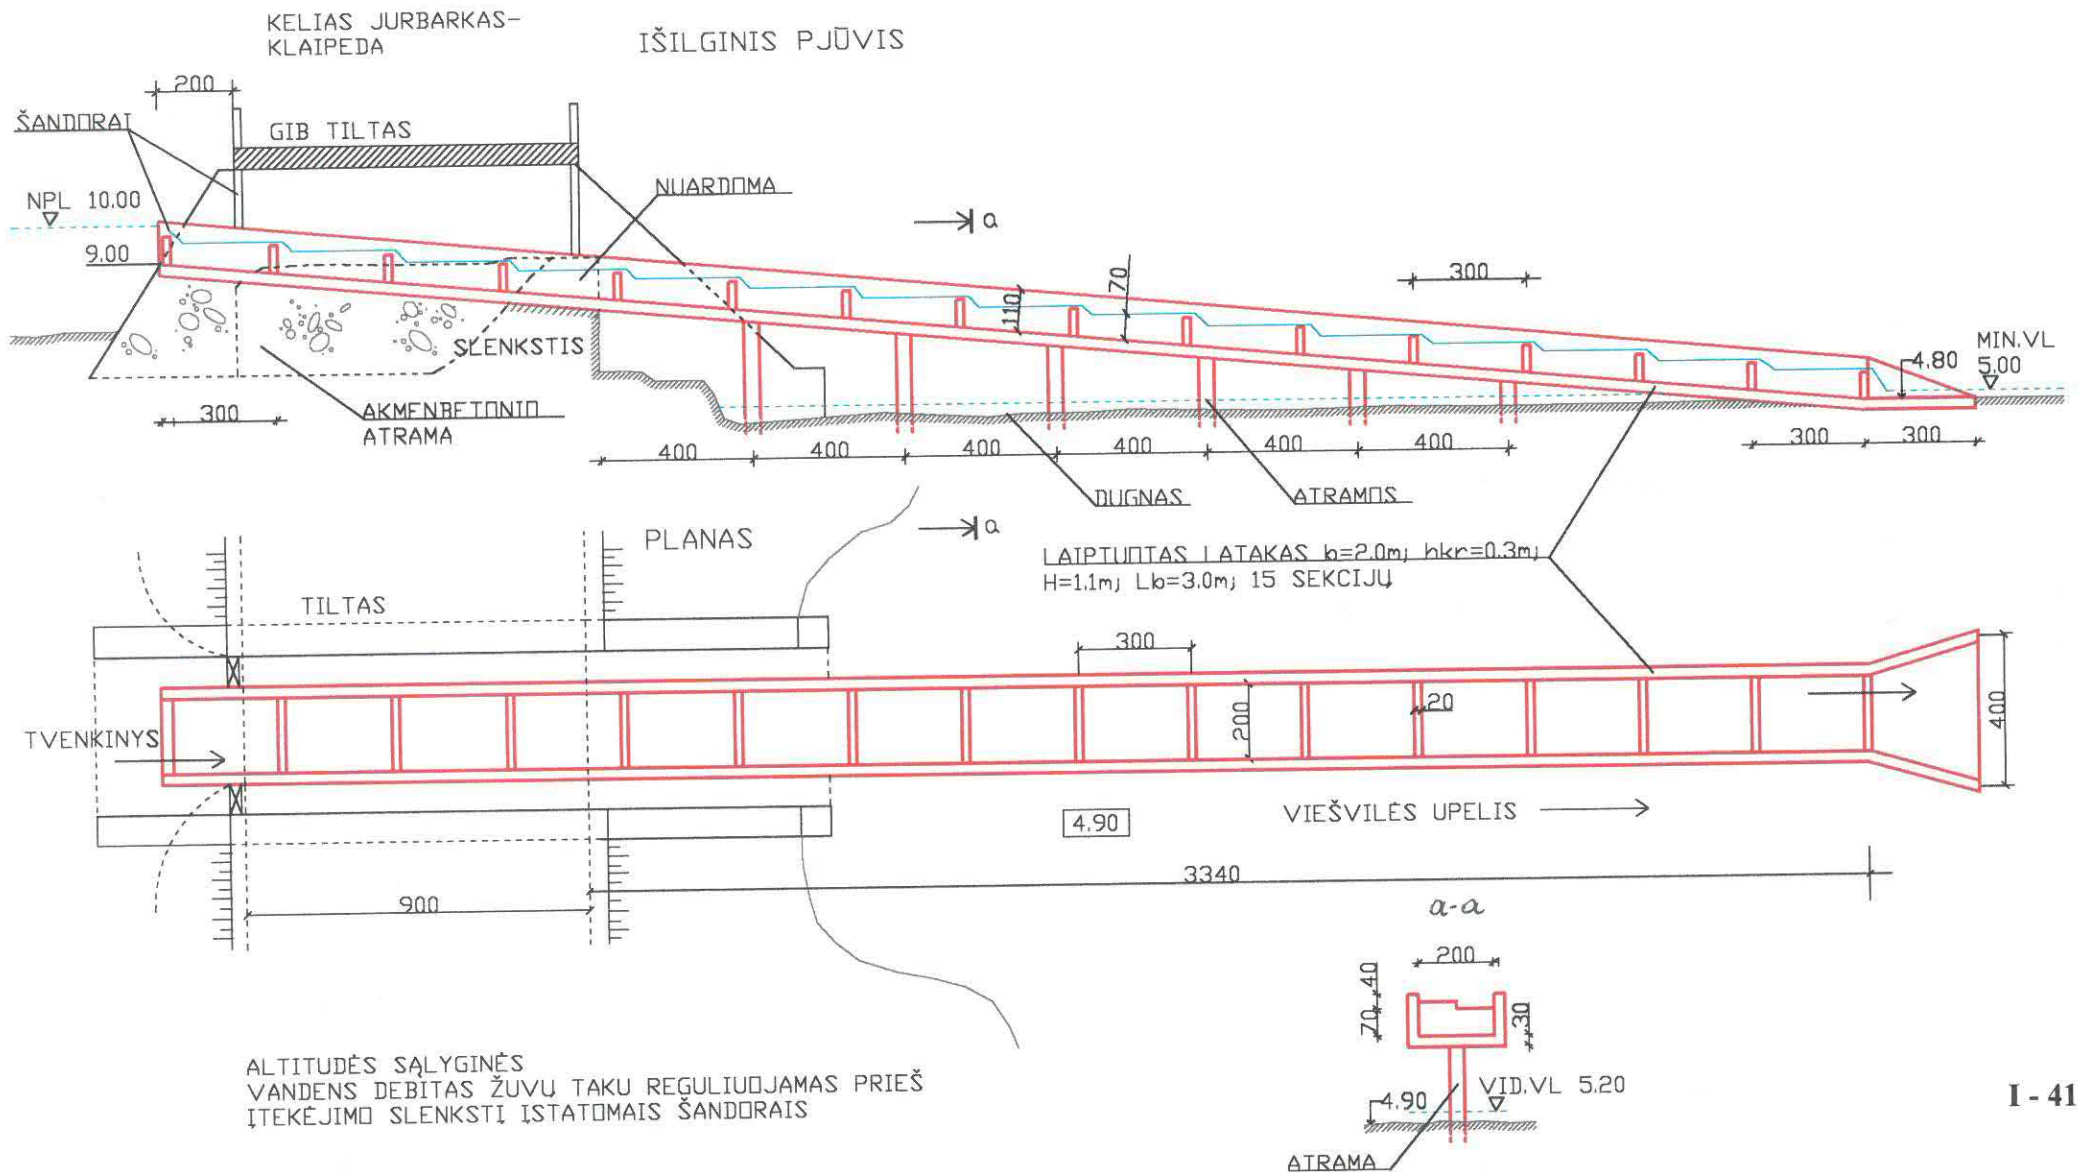 KELIAS JURBARKAS-
KLAIPEDA
IŠILGINIS PJŪVIS
200
ŠANDORAI
GIB TILTAS
NUARDOMA
NPL 10.00
a
9.00
70
300
110
MIN.VL
5.00
4.80
SLENKSTIS
300
AKMENBETONIO
ATRAMA
400
400
400
400
400
400
300
300
DUGNAS
ATRAMOS
a
PLANAS
LAIPTUOTAS LATAKAS b=2.0m; hkr=0.3m;
H=1.1m; Lb=3.0m; 15 SEKCIJŲ
TILTAS
300
20
200
400
TVENKINYS
4.90
VIEŠVILĖS UPELIS
3340
900
a-a
200
40
70
30
ALTITUDĖS SĄLYGINĖS
VANDENS DEBITAS ŽUVŲ TAKU REGULIUOJAMAS PRIEŠ
ĮTEKĖJIMO SLENKSTĮ ĮSTATOMAIS ŠANDORAIS
VID.VL 5.20
4.90
ATRAMA
I - 41